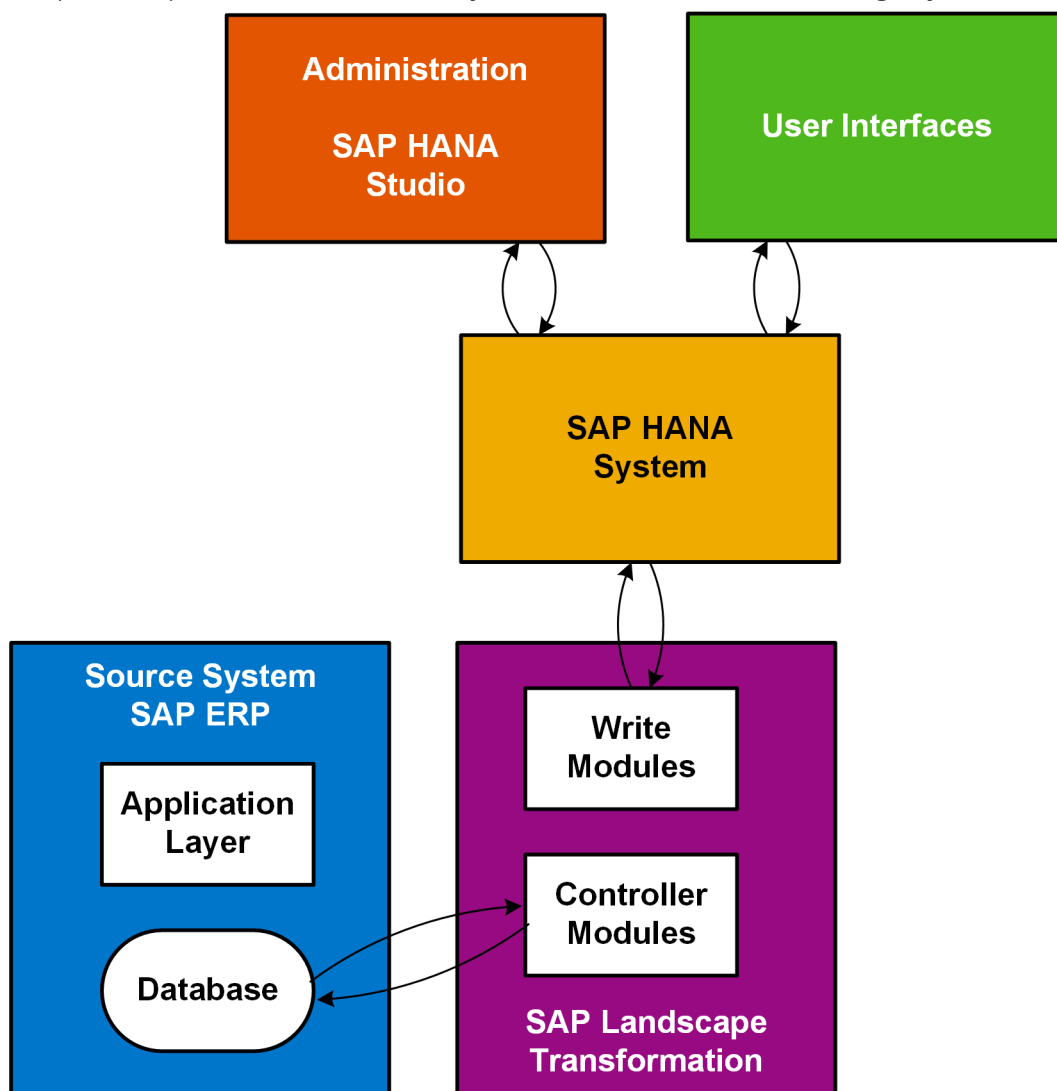 Administration
SAP HANA
Studio
User Interfaces
SAP HANA
System
Source System
SAP ERP
Application
Layer
Database
Write
Modules
Controller
Modules
SAP Landscape
Transformation